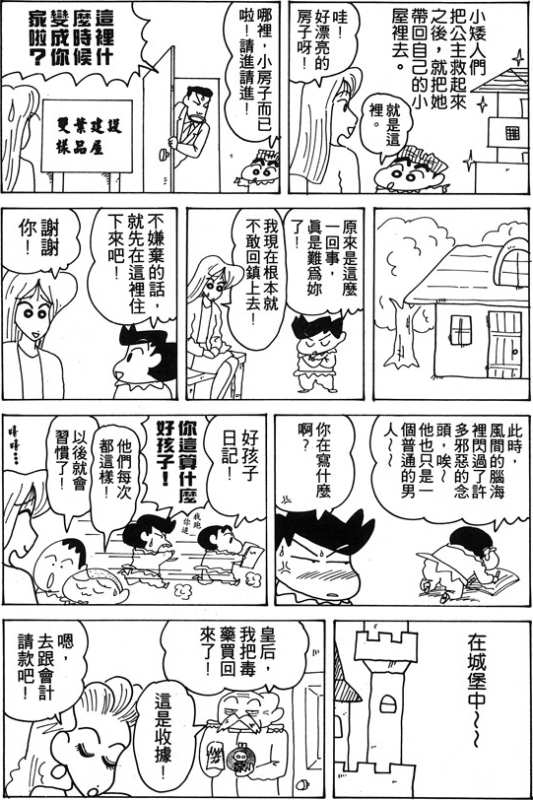 小矮人們
把公主救起來
之後，就把她
帶回自己的小
屋裡去。
就是這
裡。
哇！
好漂亮的
房子呀！
哪裡，小房子而已
啦！請進請進！
這裡什
麼時候
變成你
家啦？
雙葉建設
樣品屋
原來是這麼
一回事，
真是難為妳
了！
我現在根本就
不敢回鎮上去！
不嫌棄的話，
就先在這裡住
下來吧！
謝謝
你！
此時，
風間的腦海
裡閃過了許
多邪惡的念
頭，唉～
他也只是一
個普通的男
人～～
你在寫什麼
啊？
好孩子
日記！
你這算什麼
好孩子！
我跑
你追
他們每次
都這樣！
以後就會
習慣了！
在城堡中～～
皇后，
我把毒
藥買回
來了！
這是收據！
嗯，
去跟會計
請款吧！